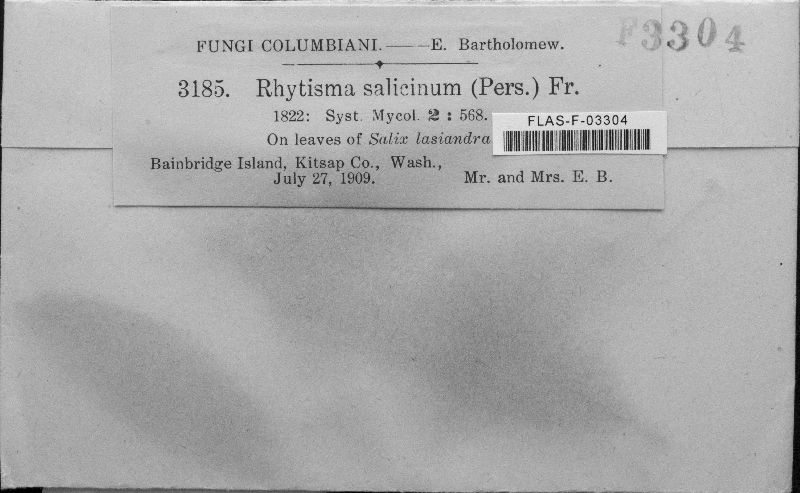 F3304
FUNGI COLUMBIANI.—— —E. Bartholomew.
3185. Rhytisma salicinum (Pers.) Fr.
1822: Syst. Mycol. 2 : 568.
FLAS-F-03304
On leaves of Salix lasiandra
Bainbridge Island, Kitsap Co., Wash.,
July 27, 1909. Mr. and Mrs. E. B.